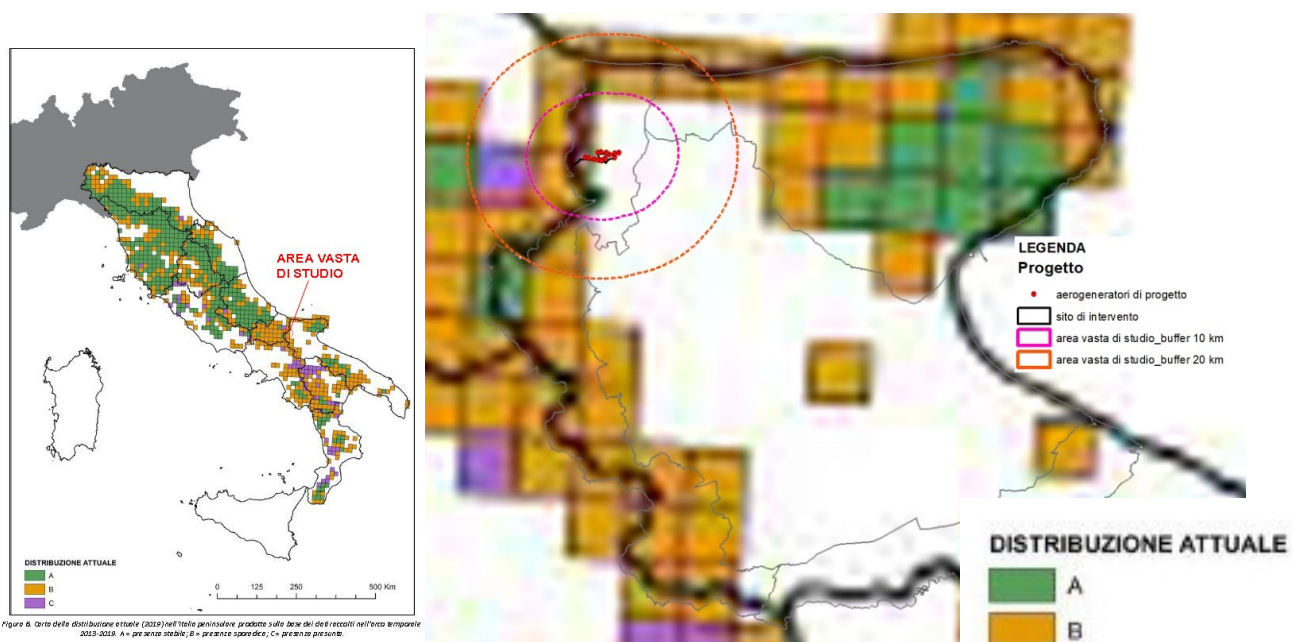 AREA VASTA
DI STUDIO
DISTRIBUZIONE ATTUALE
A
B
C
0 125 250 500 Km
Figura 6. Carta della distribuzione attuale (2019) nell'Italia peninsulare prodotta sulla base dei dati raccolti nell'arco temporale
2013-2019. A = presenza stabile; B = presenza sporadica; C = presenza presunta.
LEGENDA
Progetto
aerogeneratori di progetto
sito di intervento
area vasta di studio_buffer 10 km
area vasta di studio_buffer 20 km
DISTRIBUZIONE ATTUALE
A
B